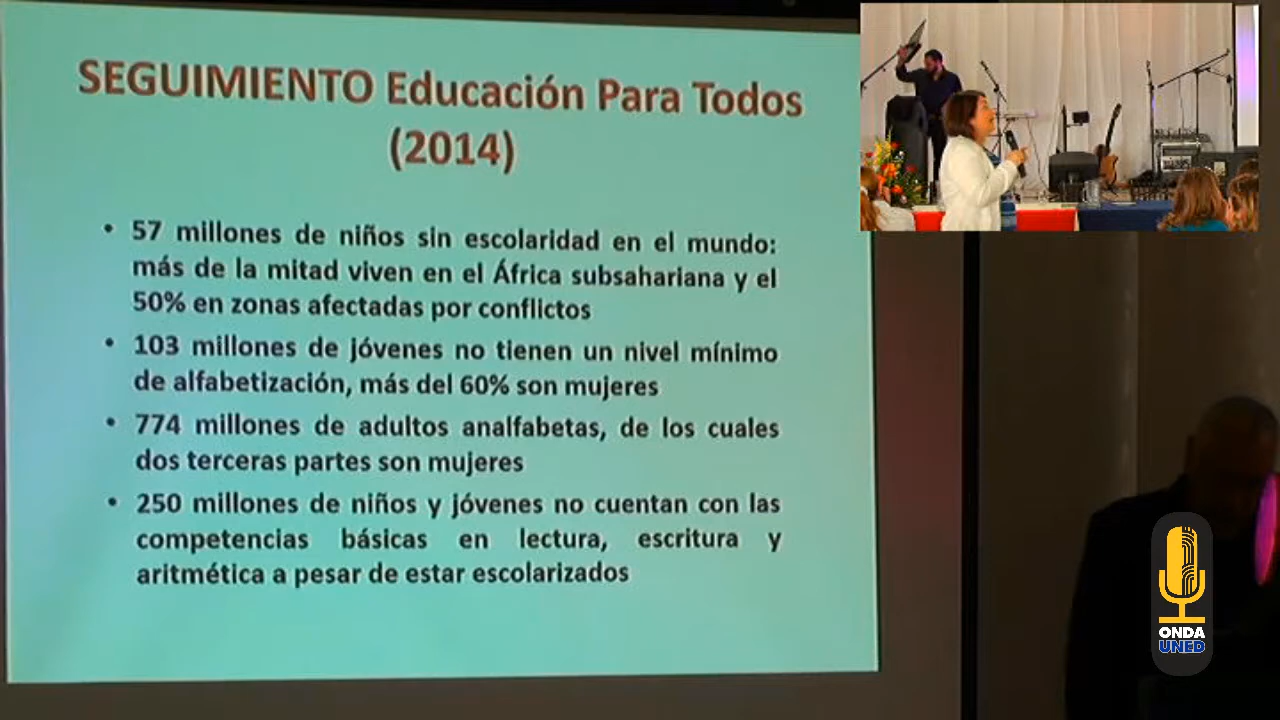 SEGUIMIENTO Educación Para Todos
(2014)
• 57 millones de niños sin escolaridad en el mundo:
más de la mitad viven en el África subsahariana y el
50% en zonas afectadas por conflictos
• 103 millones de jóvenes no tienen un nivel mínimo
de alfabetización, más del 60% son mujeres
• 774 millones de adultos analfabetas, de los cuales
dos terceras partes son mujeres
• 250 millones de niños y jóvenes no cuentan con las
competencias básicas en lectura, escritura y
aritmética a pesar de estar escolarizados
ONDA
UNED